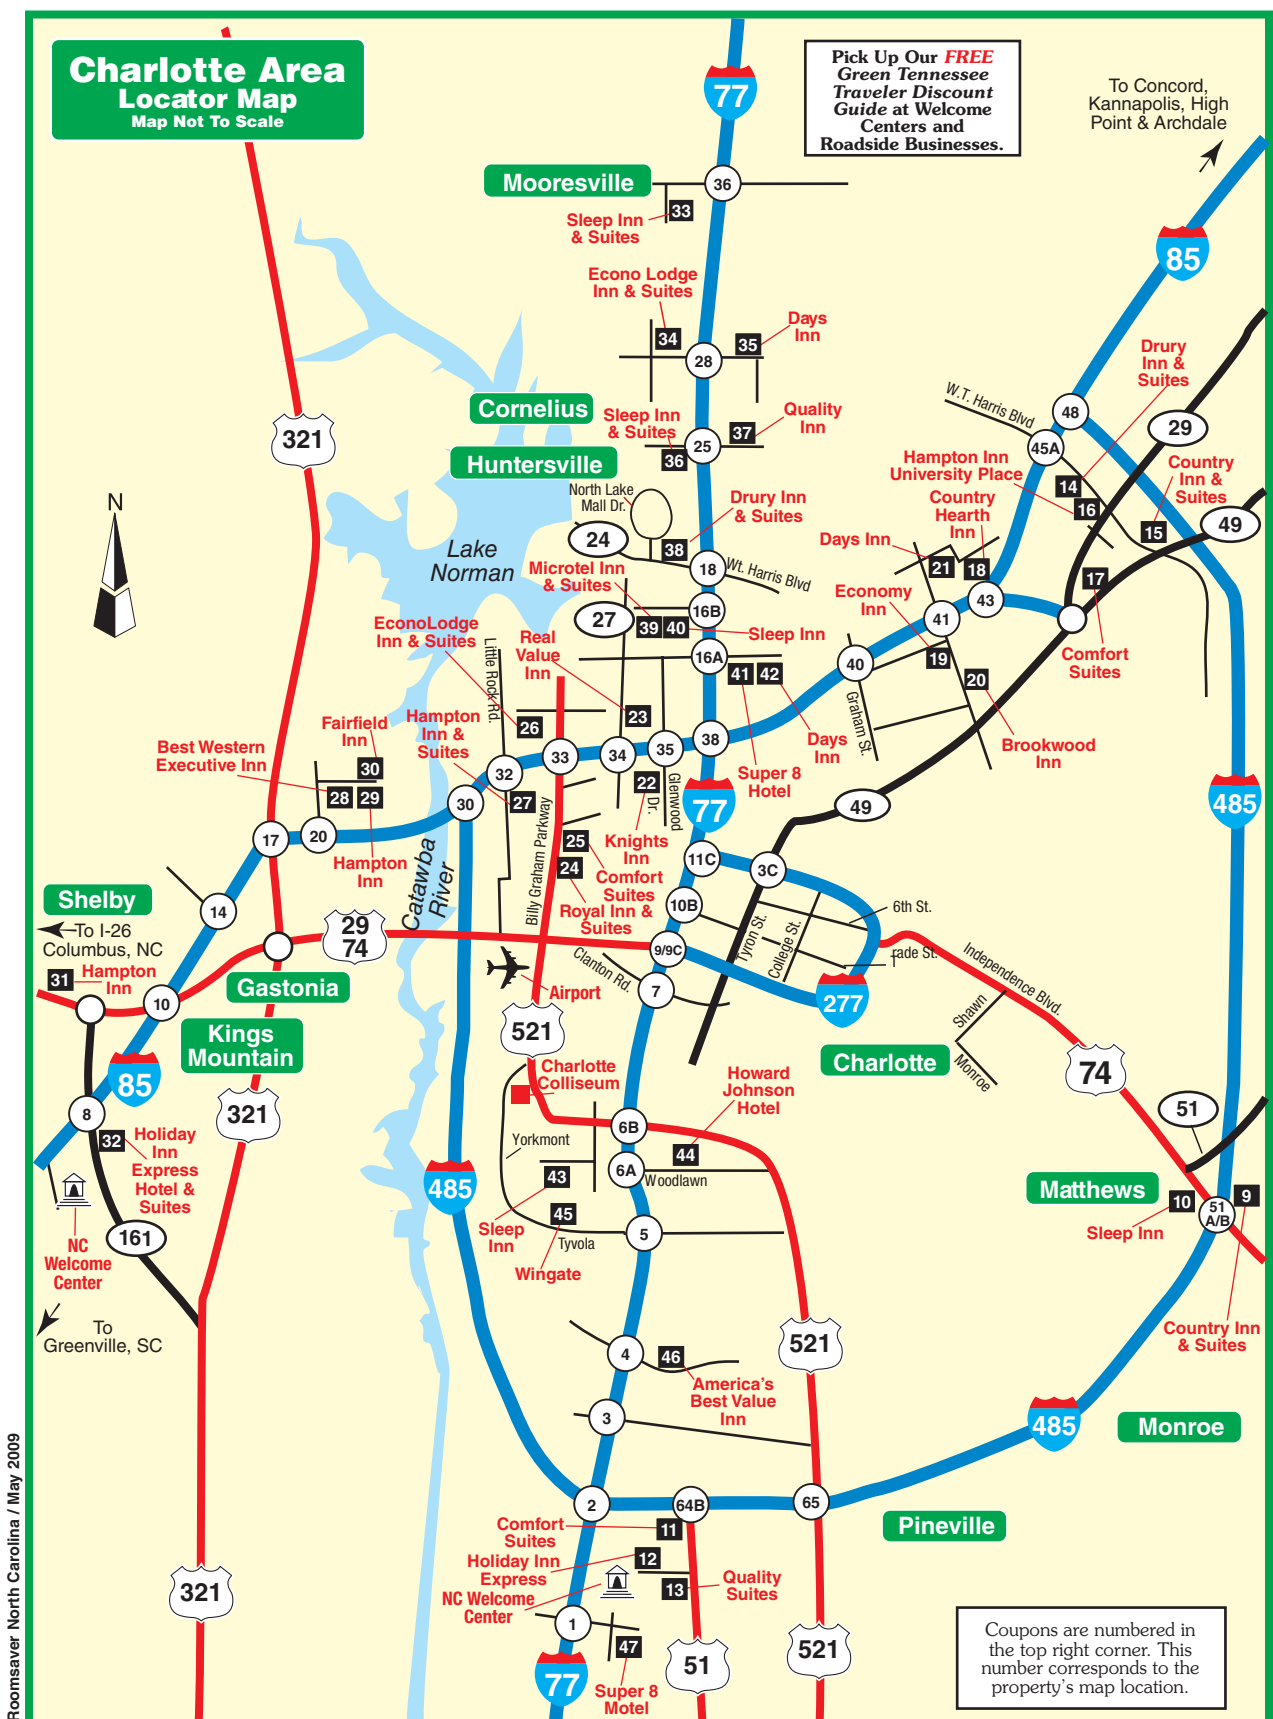 Charlotte Area
Locator Map
Map Not To Scale
Pick Up Our FREE
Green Tennessee
Traveler Discount
Guide at Welcome
Centers and
Roadside Businesses.
To Concord,
Kannapolis, High
Point & Archdale
77
Mooresville
36
33
Sleep Inn
& Suites
85
Econo Lodge
Inn & Suites
34
35
Days
Inn
28
Drury
Inn &
Suites
321
Cornelius
Sleep Inn
& Suites
36
25
37
Quality
Inn
W.T. Harris Blvd
48
45A
29
Huntersville
Hampton Inn
University Place
14
16
Country
Inn &
Suites
15
49
N
North Lake
Mall Dr.
Drury Inn
& Suites
Country
Hearth
Inn
24
38
Lake
Norman
18
Wt. Harris Blvd
Days Inn
21
18
Microtel Inn
& Suites
27
39
40
16B
Sleep Inn
Economy
Inn
41
43
17
Comfort
Suites
EconoLodge
Inn & Suites
Little Rock Rd.
Real
Value
Inn
16A
41
42
40
19
20
Graham St.
Brookwood
Inn
Fairfield
Inn
30
Hampton
Inn &
Suites
26
23
Best Western
Executive Inn
28
29
32
33
34
35
38
Days
Inn
Super 8
Hotel
17
20
30
27
22
Dr.
Glenwood
77
49
485
Hampton
Inn
Catawba
River
Billy Graham Parkway
25
24
Knights
Inn
Comfort
Suites
Royal Inn &
Suites
11C
3C
Shelby
To I-26
Columbus, NC
14
29
74
10B
6th St.
Tyron St.
College St.
rade St.
T
Independence Blvd.
31
Hampton
Inn
Gastonia
Airport
Clanton Rd.
9/9C
7
277
10
Kings
Mountain
521
Shawn
Monroe
Charlotte
74
85
321
Charlotte
Colliseum
Howard
Johnson
Hotel
51
8
32
Holiday
Inn
Express
Hotel &
Suites
Yorkmont
6B
44
6A
Woodlawn
43
485
Matthews
10
9
51
A/B
Sleep Inn
161
NC
Welcome
Center
Sleep
Inn
45
Tyvola
5
Wingate
To
Greenville, SC
521
Country Inn
& Suites
4
46
America's
Best Value
Inn
3
485
Monroe
2
64B
65
Pineville
Comfort
Suites
11
Holiday Inn
Express
12
NC Welcome
Center
13
Quality
Suites
321
1
47
Super 8
Motel
77
51
521
Coupons are numbered in
the top right corner. This
number corresponds to the
property's map location.
Roomsaver North Carolina / May 2009